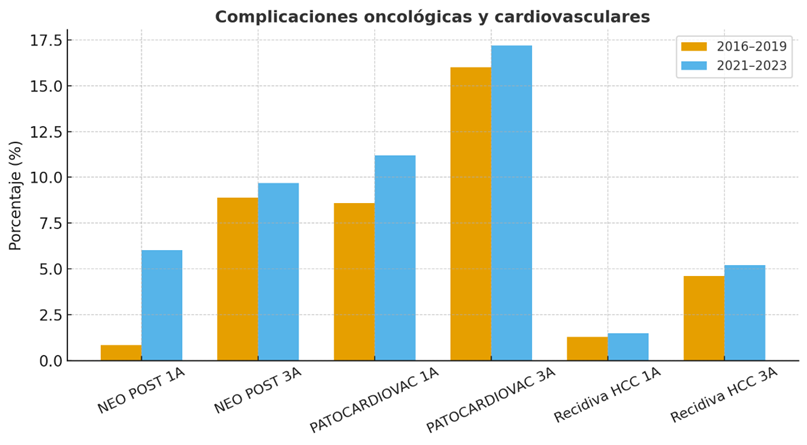 Complicaciones oncológicas y cardiovasculares
2016–2019
2021–2023
Porcentaje (%)
17.5
15.0
12.5
10.0
7.5
5.0
2.5
0.0
NEO POST 1A
NEO POST 3A
PATOCARDIOVAC 1A
PATOCARDIOVAC 3A
Recidiva HCC 1A
Recidiva HCC 3A